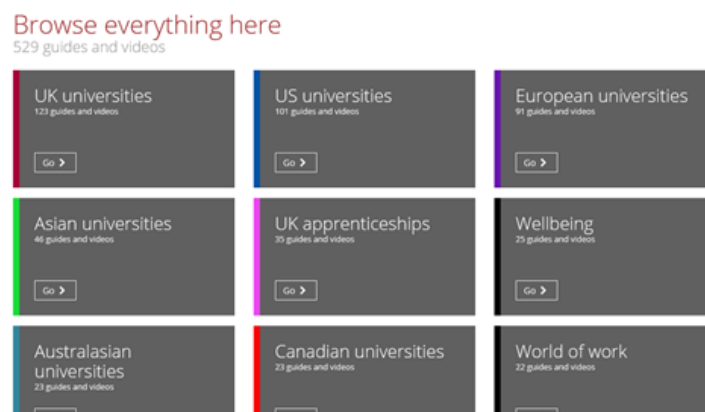 Browse everything here
529 guides and videos
UK universities
123 guides and videos
Go
US universities
101 guides and videos
Go
European universities
91 guides and videos
Go
Asian universities
46 guides and videos
Go
UK apprenticeships
35 guides and videos
Go
Wellbeing
25 guides and videos
Go
Australasian
universities
23 guides and videos
Canadian universities
23 guides and videos
World of work
22 guides and videos